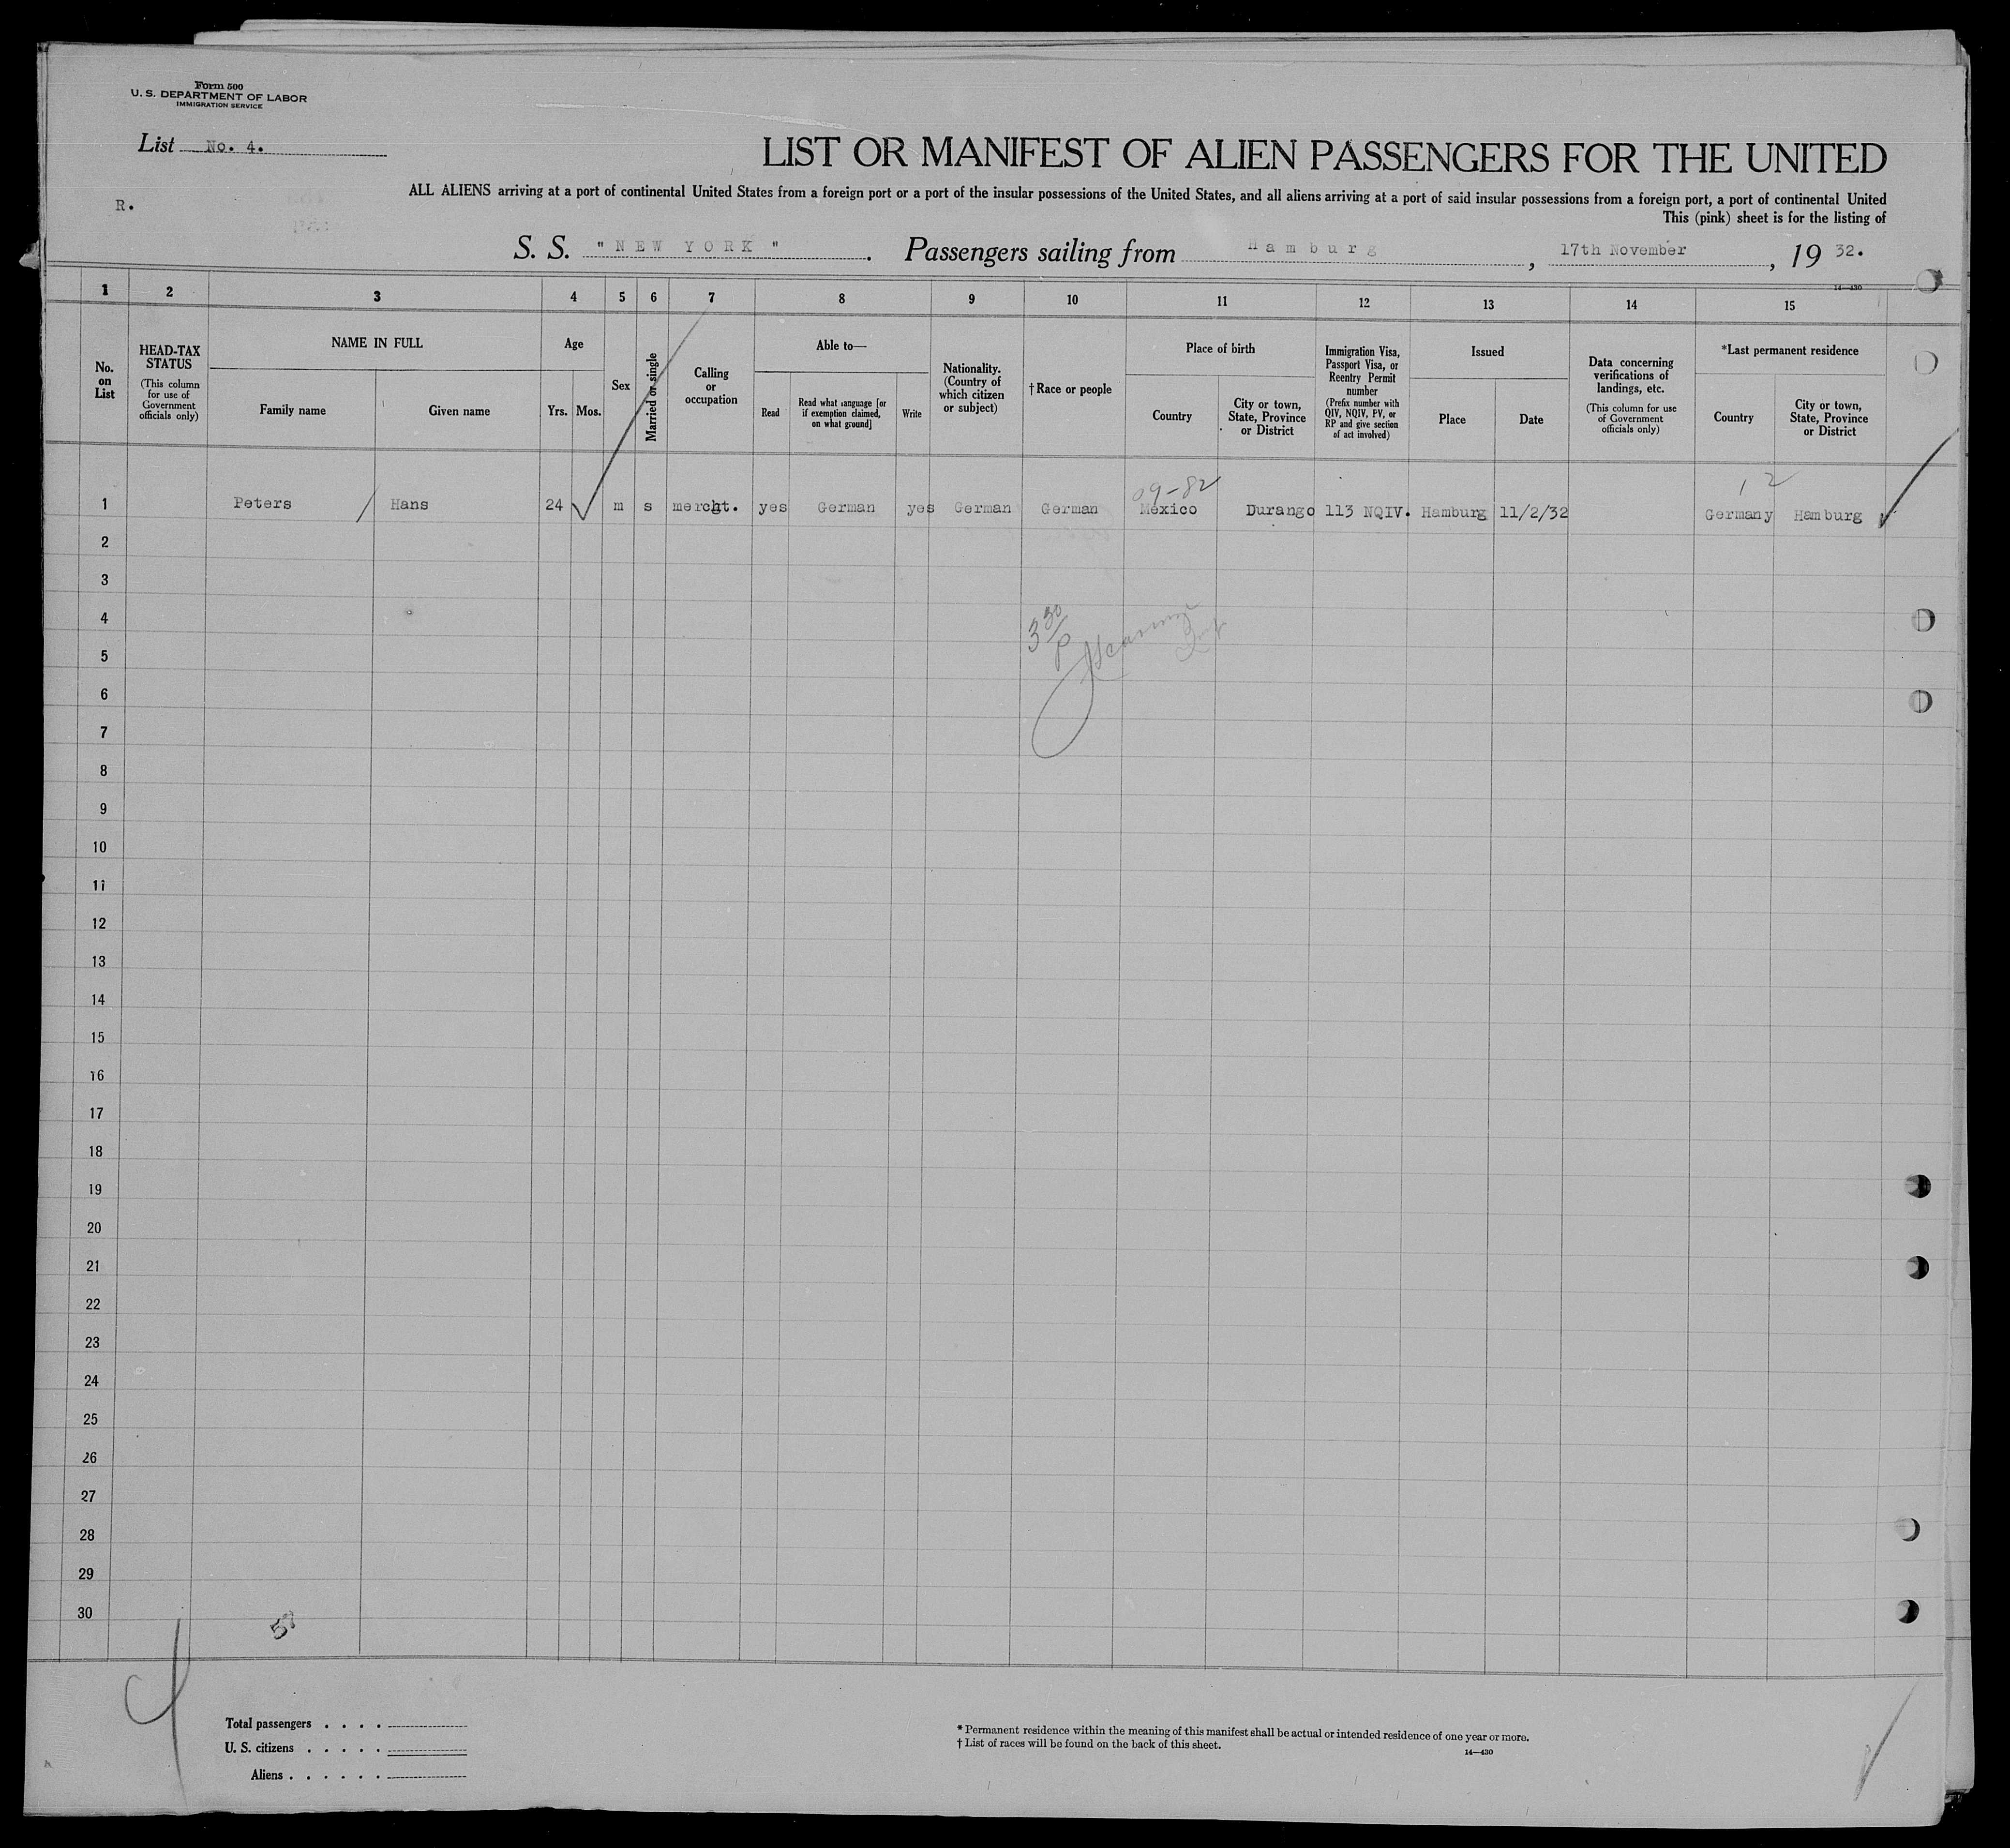 Form 500
U. S. DEPARTMENT OF LABOR
IMMIGRATION SERVICE
List No. 4.
LIST OR MANIFEST OF ALIEN PASSENGERS FOR THE UNITED
ALL ALIENS arriving at a port of continental United States from a foreign port or a port of the insular possessions of the United States, and all aliens arriving at a port of said insular possessions from a foreign port, a port of continental United
R.
This (pink) sheet is for the listing of
S. S. "NEW YORK". Passengers sailing from Hamburg, 17th November, 19 32.
14—430
1 2 3 4 5 6 7 8 9 10 11 12 13 14 15
No. on List
HEAD-TAX STATUS
(This column for use of Government officials only)
NAME IN FULL
Family name
Given name
Age
Yrs. Mos.
Sex
Married or single
Calling or occupation
Able to—
Read
Read what language [or if exemption claimed, on what ground]
Write
Nationality. (Country of which citizen or subject)
†Race or people
Place of birth
Country
City or town, State, Province or District
Immigration Visa, Passport Visa, or Reentry Permit number
(Prefix number with QIV, NQIV, PV, or RP and give section of act involved)
Issued
Place
Date
Data concerning verifications of landings, etc.
(This column for use of Government officials only)
*Last permanent residence
Country
City or town, State, Province or District
09-82
12
1 Peters Hans 24 m s mercht. yes German yes German German Mexico Durango 113 NQIV. Hamburg 11/2/32 Germany Hamburg
2
3
4
3 30/P
5
6
7
8
9
10
11
12
13
14
15
16
17
18
19
20
21
22
23
24
25
26
27
28
29
30
4
Total passengers . . . .
U. S. citizens . . . . .
Aliens . . . . . .
* Permanent residence within the meaning of this manifest shall be actual or intended residence of one year or more.
† List of races will be found on the back of this sheet.
14—430